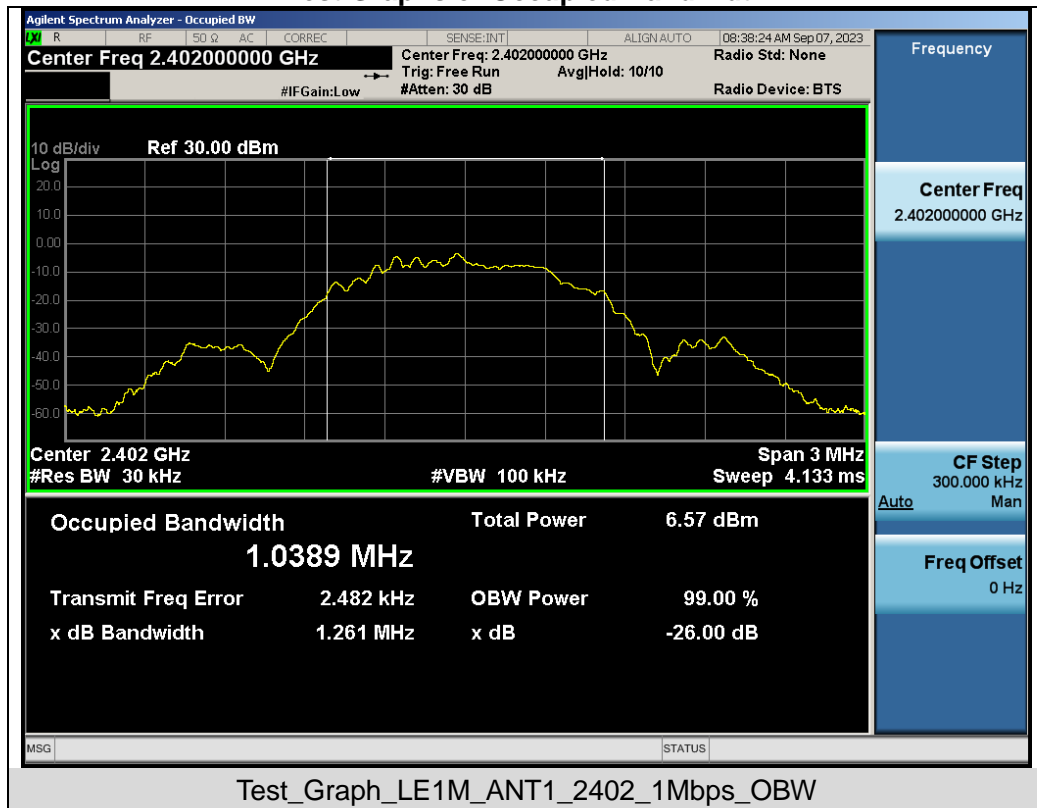 Agilent Spectrum Analyzer - Occupied BW
LXI R RF 50 Ω AC CORREC SENSE:INT ALIGN AUTO 08:38:24 AM Sep 07, 2023
Center Freq 2.402000000 GHz
#IFGain:Low
Center Freq: 2.402000000 GHz
Trig: Free Run Avg|Hold: 10/10
#Atten: 30 dB
Radio Std: None
Radio Device: BTS
10 dB/div Ref 30.00 dBm
Log
20.0
10.0
0.00
-10.0
-20.0
-30.0
-40.0
-50.0
-60.0
Center 2.402 GHz Span 3 MHz
#Res BW 30 kHz #VBW 100 kHz Sweep 4.133 ms
Occupied Bandwidth Total Power 6.57 dBm
1.0389 MHz
Transmit Freq Error 2.482 kHz OBW Power 99.00 %
x dB Bandwidth 1.261 MHz x dB -26.00 dB
MSG STATUS
Frequency
Center Freq
2.402000000 GHz
CF Step
300.000 kHz
Auto Man
Freq Offset
0 Hz
Test_Graph_LE1M_ANT1_2402_1Mbps_OBW